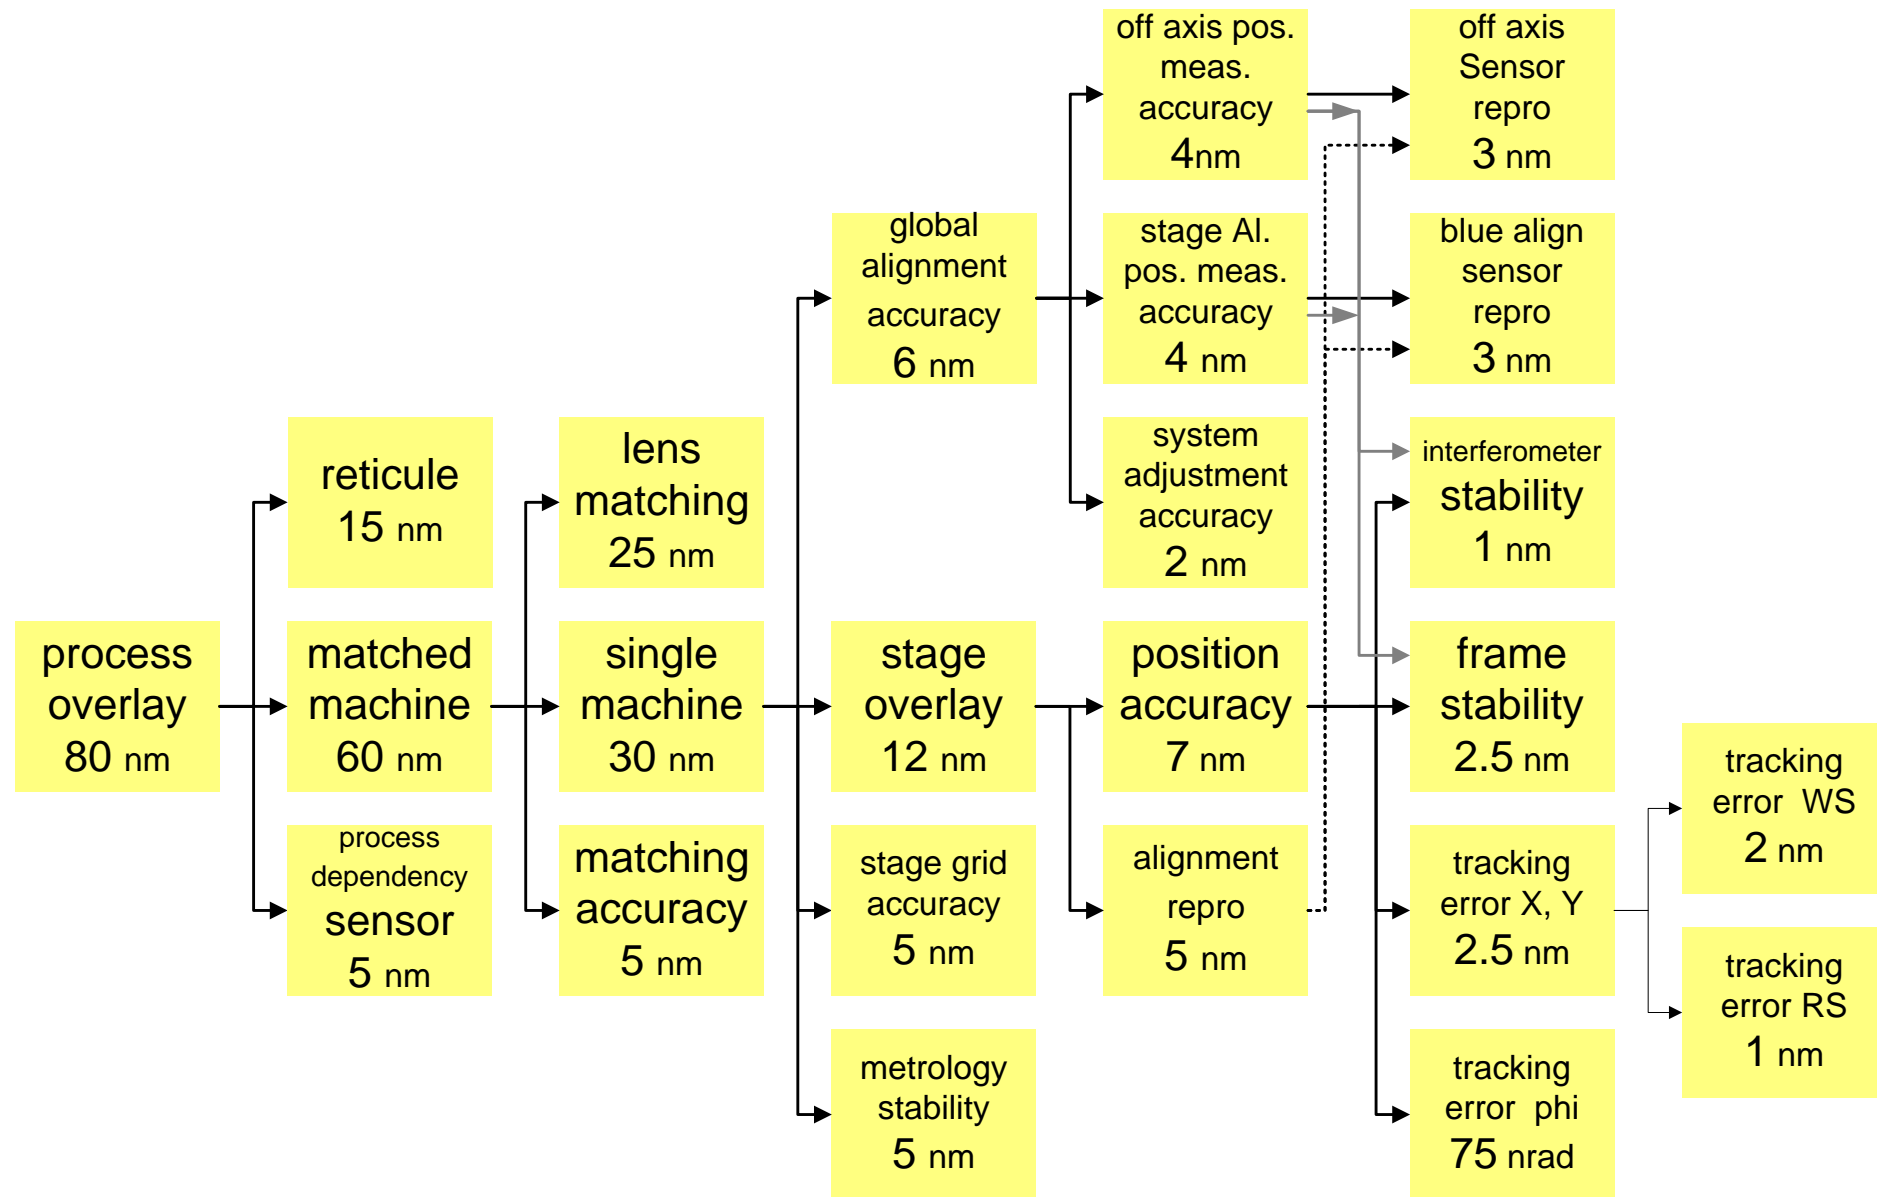 process
overlay
80 nm
reticule
15 nm
matched
machine
60 nm
process
dependency
sensor
5 nm
lens
matching
25 nm
single
machine
30 nm
matching
accuracy
5 nm
global
alignment
accuracy
6 nm
stage
overlay
12 nm
stage grid
accuracy
5 nm
metrology
stability
5 nm
off axis pos.
meas.
accuracy
4nm
stage Al.
pos. meas.
accuracy
4 nm
system
adjustment
accuracy
2 nm
position
accuracy
7 nm
alignment
repro
5 nm
off axis
Sensor
repro
3 nm
blue align
sensor
repro
3 nm
interferometer
stability
1 nm
frame
stability
2.5 nm
tracking
error X, Y
2.5 nm
tracking
error phi
75 nrad
tracking
error WS
2 nm
tracking
error RS
1 nm